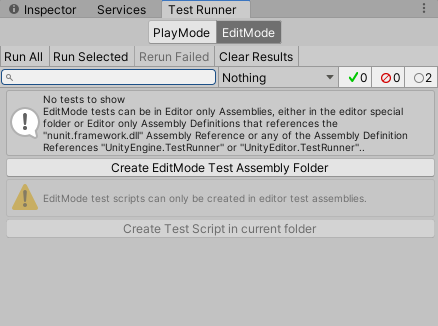 Inspector Services Test Runner
PlayMode EditMode
Run All Run Selected Rerun Failed Clear Results
Nothing 0 0 2
No tests to show
EditMode tests can be in Editor only Assemblies, either in the editor special
folder or Editor only Assembly Definitions that references the
"nunit.framework.dll" Assembly Reference or any of the Assembly Definition
References "UnityEngine.TestRunner" or "UnityEditor.TestRunner"..
Create EditMode Test Assembly Folder
EditMode test scripts can only be created in editor test assemblies.
Create Test Script in current folder